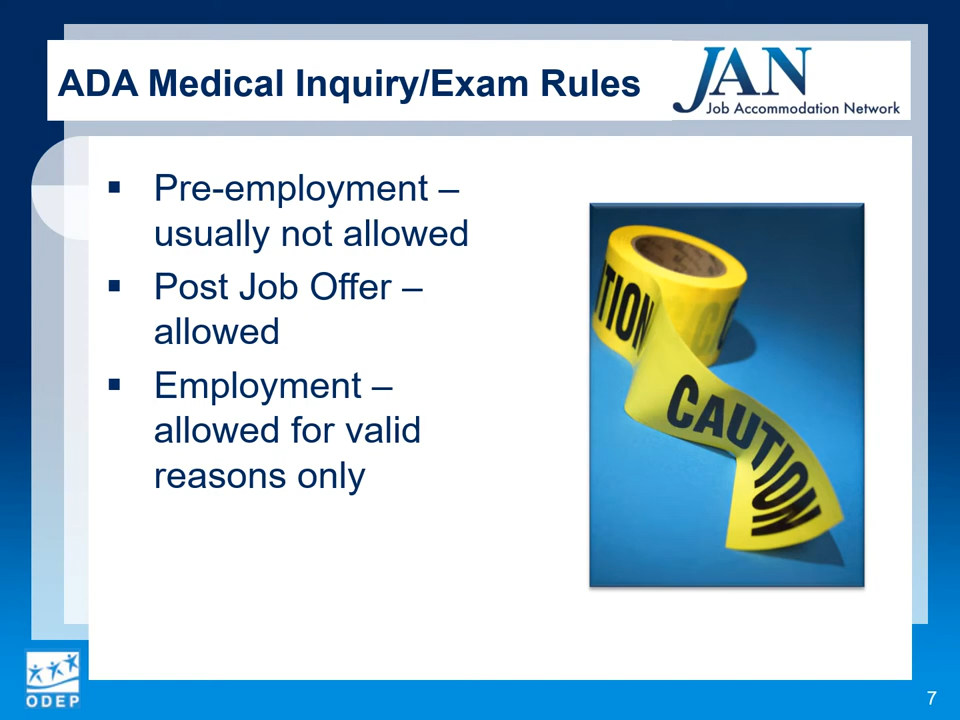 ADA Medical Inquiry/Exam Rules
JAN
Job Accommodation Network
▪ Pre-employment –
usually not allowed
▪ Post Job Offer –
allowed
▪ Employment –
allowed for valid
reasons only
TION
CAUTION
ODEP
7